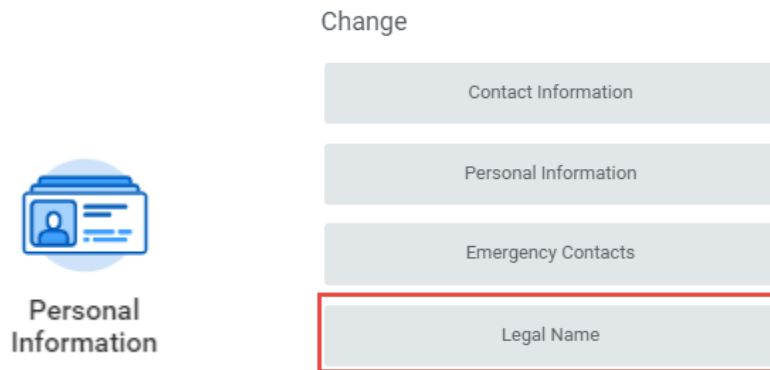 Change
Contact Information
Personal Information
Emergency Contacts
Legal Name
Personal
Information